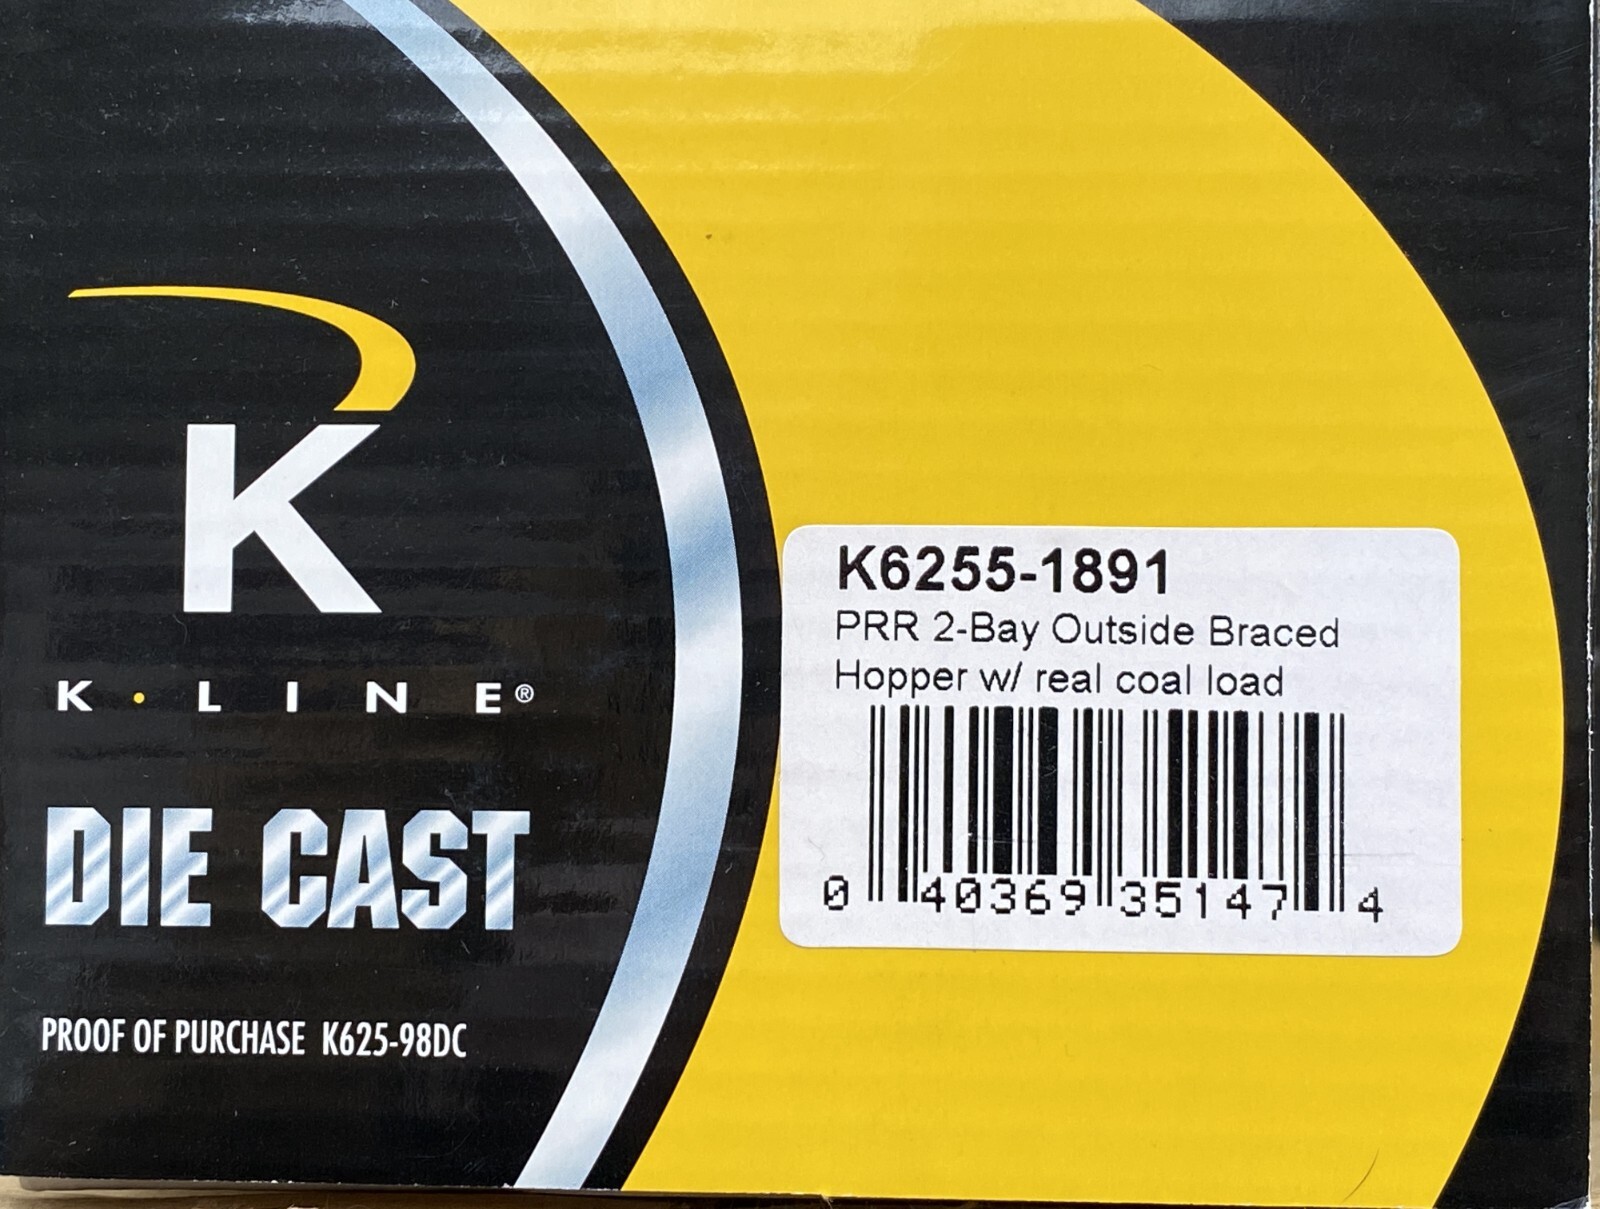 K
K·LINE®
DIE CAST
PROOF OF PURCHASE K625-98DC
K6255-1891
PRR 2-Bay Outside Braced
Hopper w/ real coal load
0 40369 35147 4